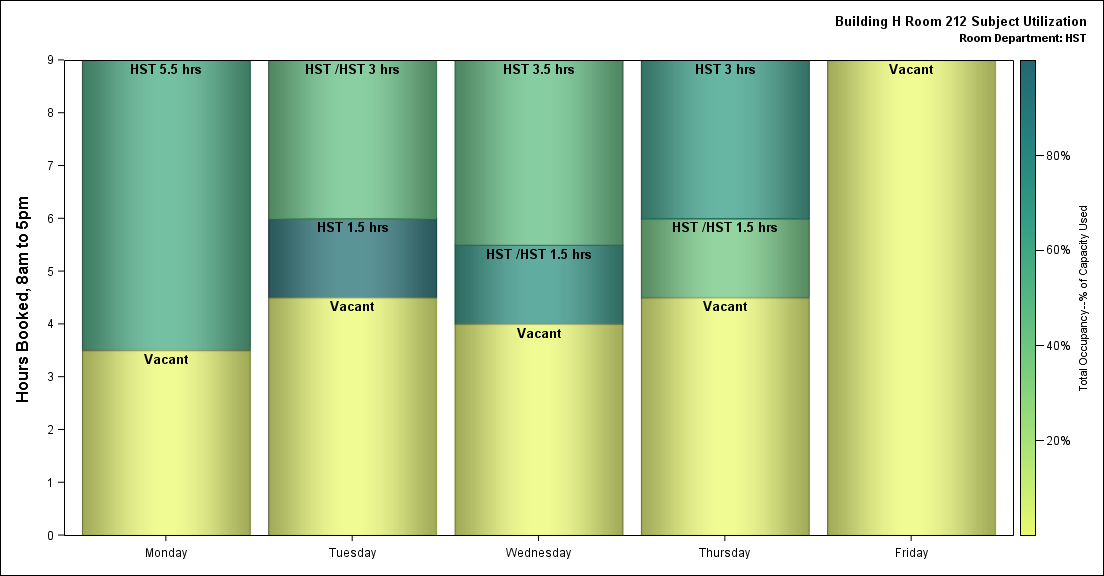 Building H Room 212 Subject Utilization
Room Department: HST
Hours Booked, 8am to 5pm
9
8
7
6
5
4
3
2
1
0
HST 5.5 hrs
Vacant
HST /HST 3 hrs
HST 1.5 hrs
Vacant
HST 3.5 hrs
HST /HST 1.5 hrs
Vacant
HST 3 hrs
HST /HST 1.5 hrs
Vacant
Vacant
Monday
Tuesday
Wednesday
Thursday
Friday
80%
60%
40%
20%
Total Occupancy--% of Capacity Used